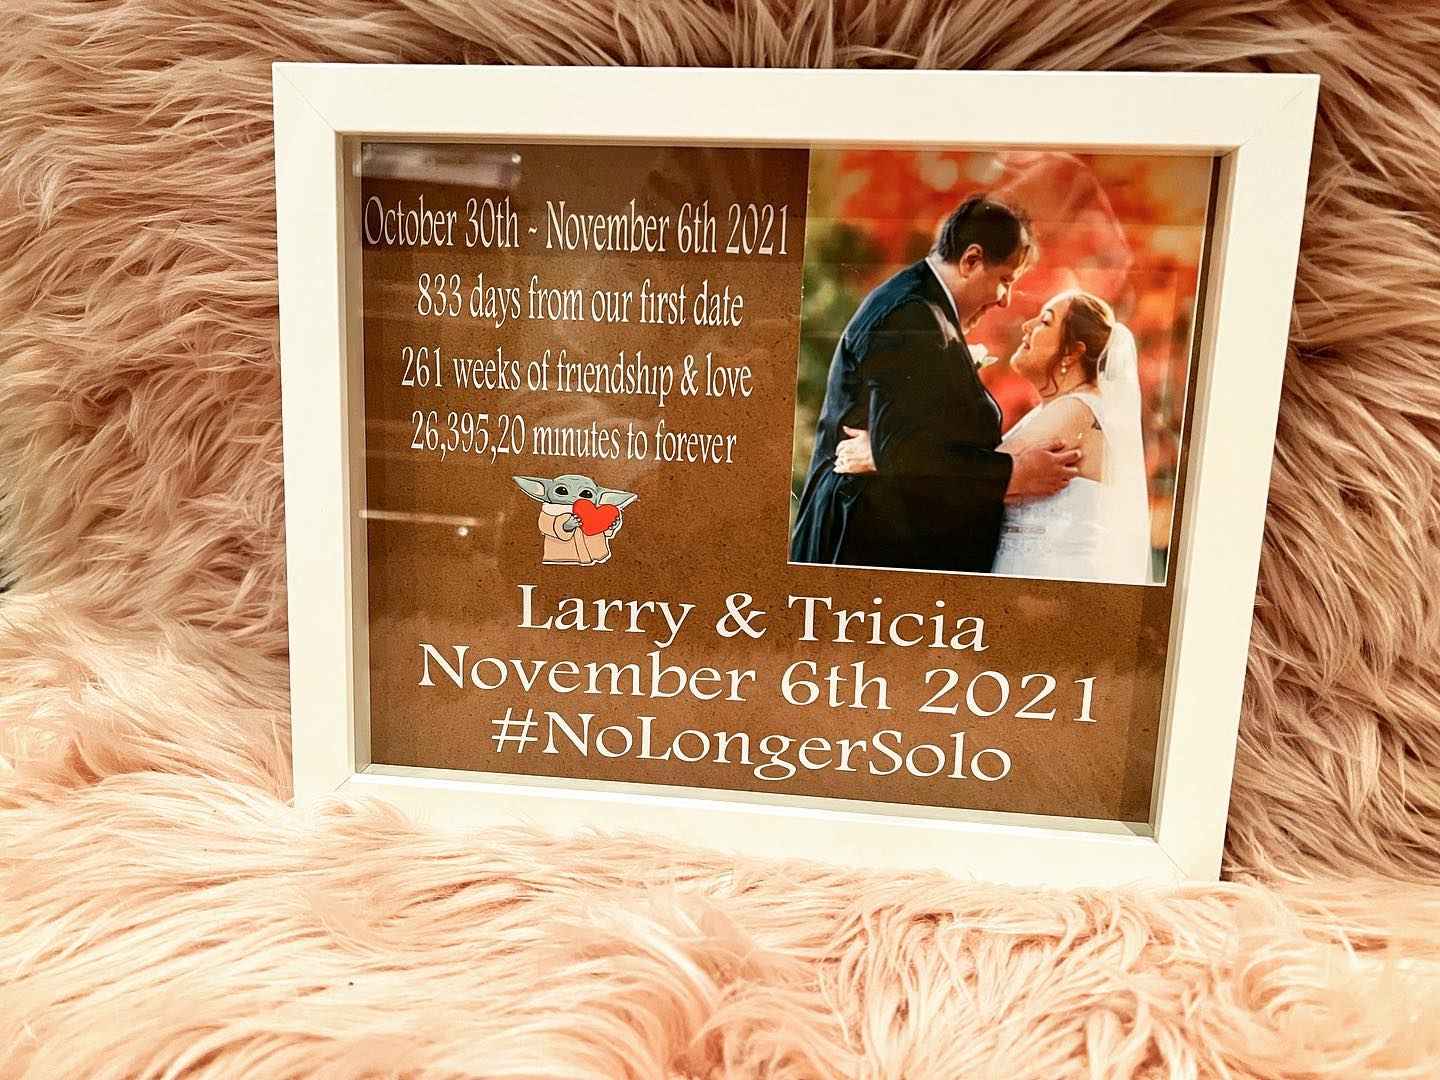 October 30th ~ November 6th 2021
833 days from our first date
261 weeks of friendship & love
26,395,20 minutes to forever
Larry & Tricia
November 6th 2021
#NoLongerSolo